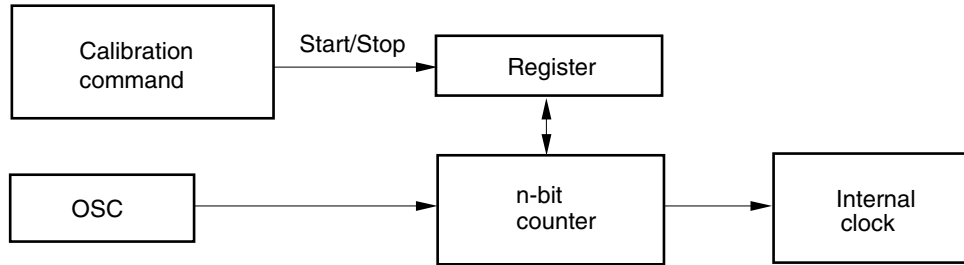 Calibration
command
Start/Stop
Register
OSC
n-bit
counter
Internal
clock